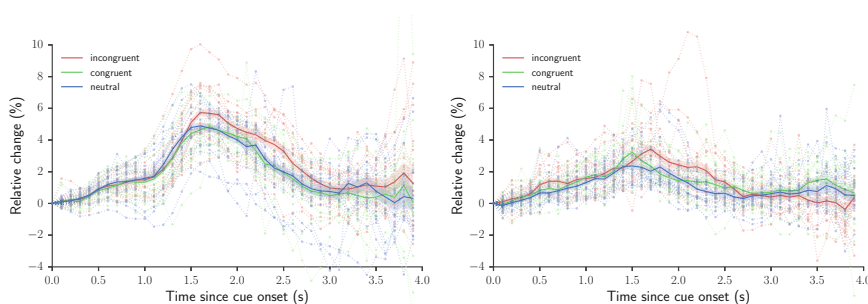 10
8
6
4
2
0
−2
−4
Relative change (%)
incongruent
congruent
neutral
0.0 0.5 1.0 1.5 2.0 2.5 3.0 3.5 4.0
Time since cue onset (s)
10
8
6
4
2
0
−2
−4
Relative change (%)
incongruent
congruent
neutral
0.0 0.5 1.0 1.5 2.0 2.5 3.0 3.5 4.0
Time since cue onset (s)